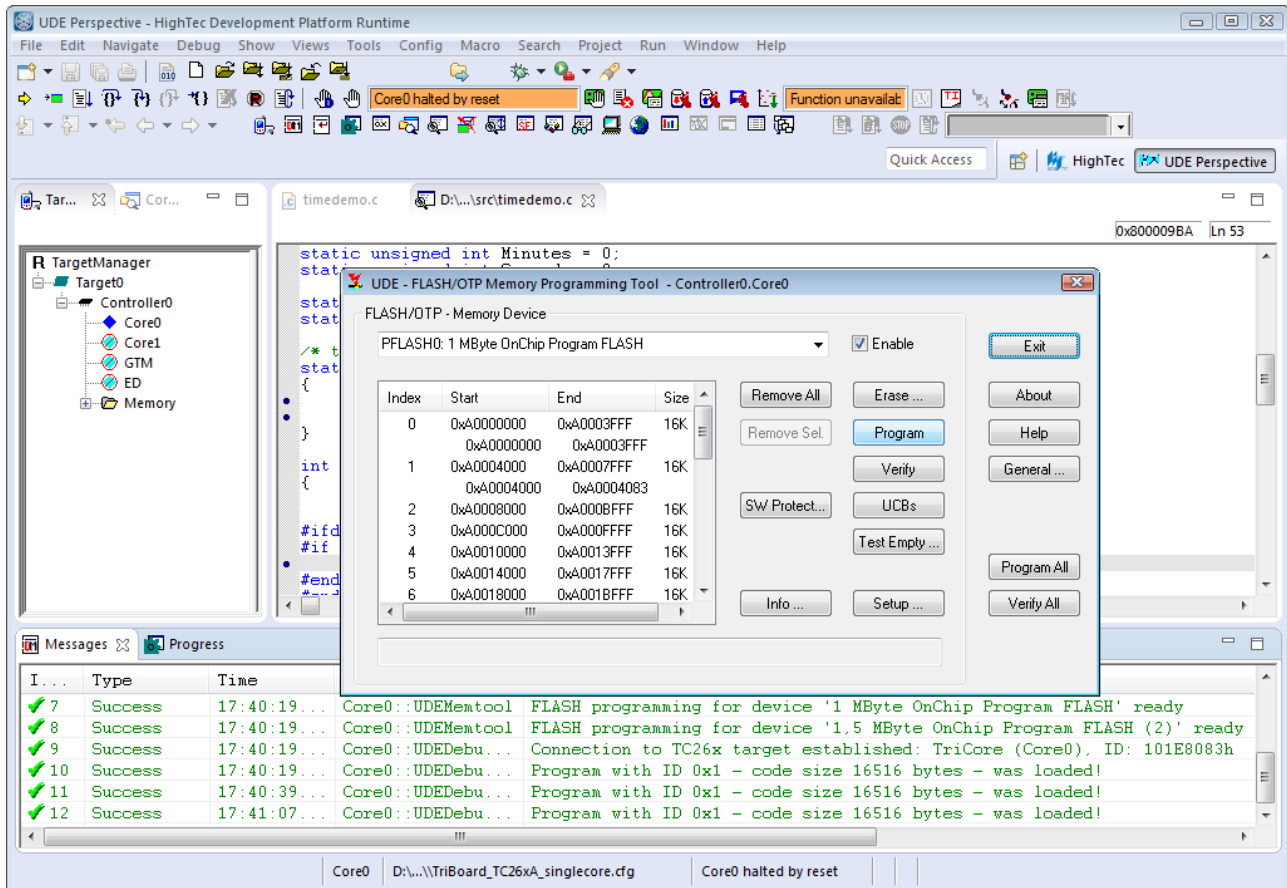 UDE Perspective - HighTec Development Platform Runtime
File Edit Navigate Debug Show Views Tools Config Macro Search Project Run Window Help
Core0 halted by reset
Function unavailab
Quick Access
HighTec
UDE Perspective
Tar...
Cor...
timedemo.c
D:\...\src\timedemo.c
0x800009BA
Ln 53
R TargetManager
Target0
Controller0
Core0
Core1
GTM
ED
Memory
static unsigned int Minutes = 0;
stat
stat
/* t
stat
{
}
int
{
#ifd
#if
#end
UDE - FLASH/OTP Memory Programming Tool - Controller0.Core0
FLASH/OTP - Memory Device
PFLASH0: 1 MByte OnChip Program FLASH
Enable
Exit
Index Start End Size
0 0xA0000000 0xA0003FFF 16K
0xA0000000 0xA0003FFF
1 0xA0004000 0xA0007FFF 16K
0xA0004000 0xA0004083
2 0xA0008000 0xA000BFFF 16K
3 0xA000C000 0xA000FFFF 16K
4 0xA0010000 0xA0013FFF 16K
5 0xA0014000 0xA0017FFF 16K
6 0xA0018000 0xA001BFFF 16K
Remove All
Erase ...
About
Remove Sel.
Program
Help
Verify
General ...
SW Protect...
UCBs
Test Empty ...
Program All
Info ...
Setup ...
Verify All
Messages
Progress
I... Type Time
7 Success 17:40:19... Core0::UDEMemtool FLASH programming for device '1 MByte OnChip Program FLASH' ready
8 Success 17:40:19... Core0::UDEMemtool FLASH programming for device '1,5 MByte OnChip Program FLASH (2)' ready
9 Success 17:40:19... Core0::UDEDebu... Connection to TC26x target established: TriCore (Core0), ID: 101E8083h
10 Success 17:40:19... Core0::UDEDebu... Program with ID 0x1 - code size 16516 bytes - was loaded!
11 Success 17:40:39... Core0::UDEDebu... Program with ID 0x1 - code size 16516 bytes - was loaded!
12 Success 17:41:07... Core0::UDEDebu... Program with ID 0x1 - code size 16516 bytes - was loaded!
Core0
D:\...\\TriBoard_TC26xA_singlecore.cfg
Core0 halted by reset